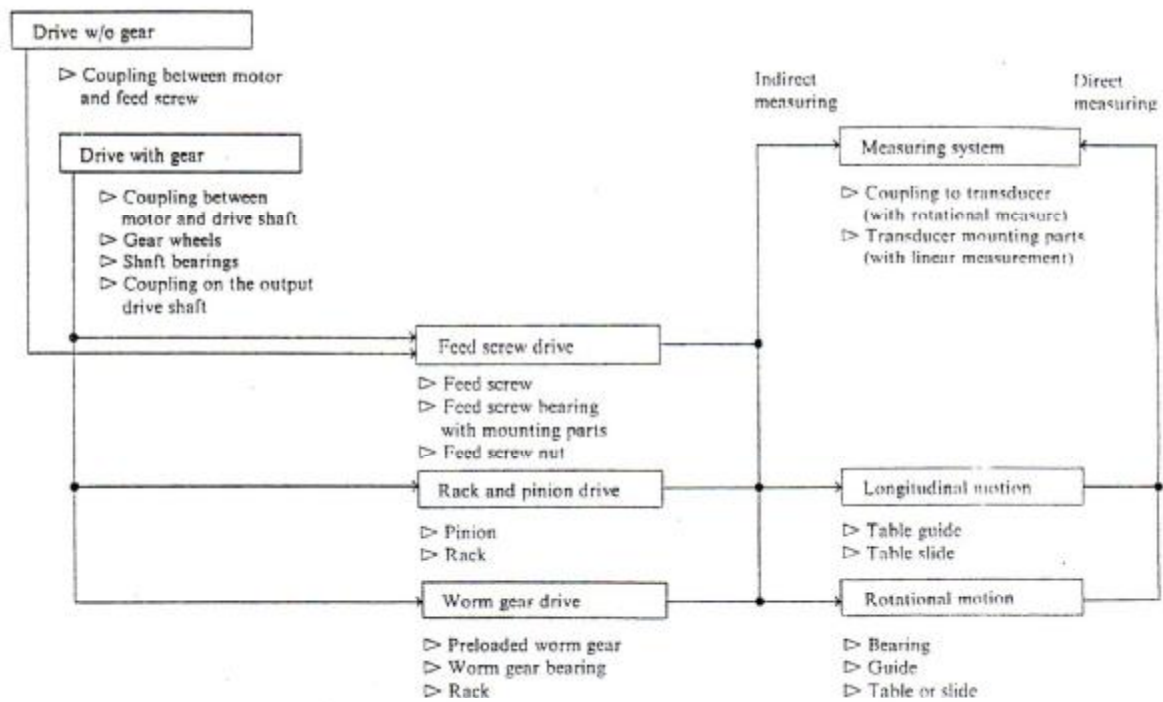 Drive w/o gear
▷ Coupling between motor
and feed screw
Drive with gear
▷ Coupling between
motor and drive shaft
▷ Gear wheels
▷ Shaft bearings
▷ Coupling on the output
drive shaft
Feed screw drive
▷ Feed screw
▷ Feed screw bearing
with mounting parts
▷ Feed screw nut
Rack and pinion drive
▷ Pinion
▷ Rack
Worm gear drive
▷ Preloaded worm gear
▷ Worm gear bearing
▷ Rack
Indirect
measuring
Direct
measuring
Measuring system
▷ Coupling to transducer
(with rotational measure)
▷ Transducer mounting parts
(with linear measurement)
Longitudinal motion
▷ Table guide
▷ Table slide
Rotational motion
▷ Bearing
▷ Guide
▷ Table or slide